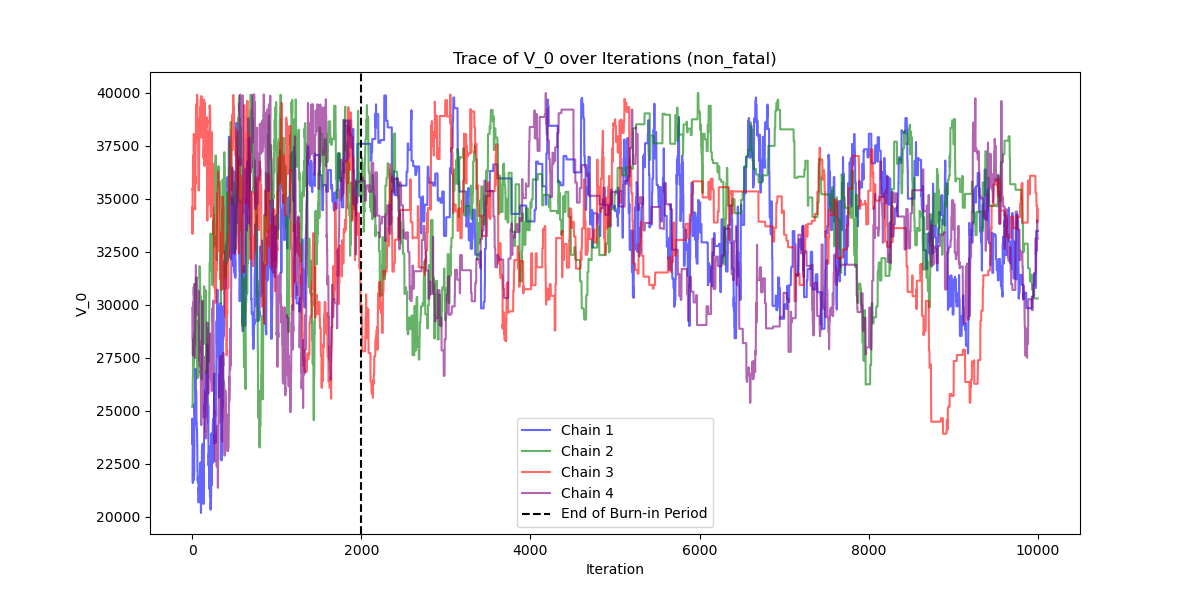 Trace of V_0 over Iterations (non_fatal)
40000
37500
35000
32500
30000
27500
25000
22500
20000
V_0
Chain 1
Chain 2
Chain 3
Chain 4
End of Burn-in Period
0 2000 4000 6000 8000 10000
Iteration